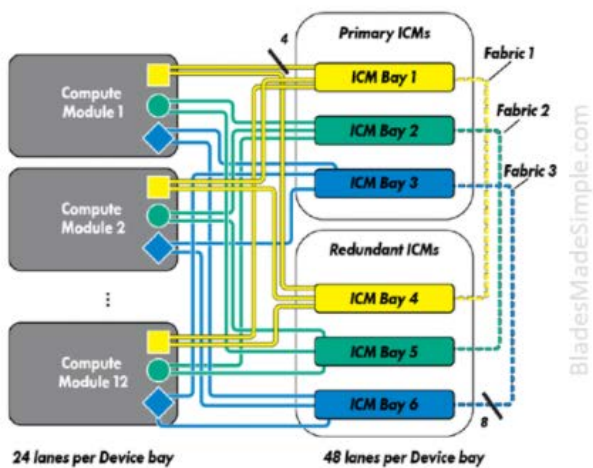 4
Primary ICMs
Fabric 1
Compute
Module 1
ICM Bay 1
Fabric 2
ICM Bay 2
Fabric 3
ICM Bay 3
Compute
Module 2
Redundant ICMs
ICM Bay 4
...
Compute
Module 12
ICM Bay 5
ICM Bay 6
8
24 lanes per Device bay
48 lanes per Device bay
BladesMadeSimple.com